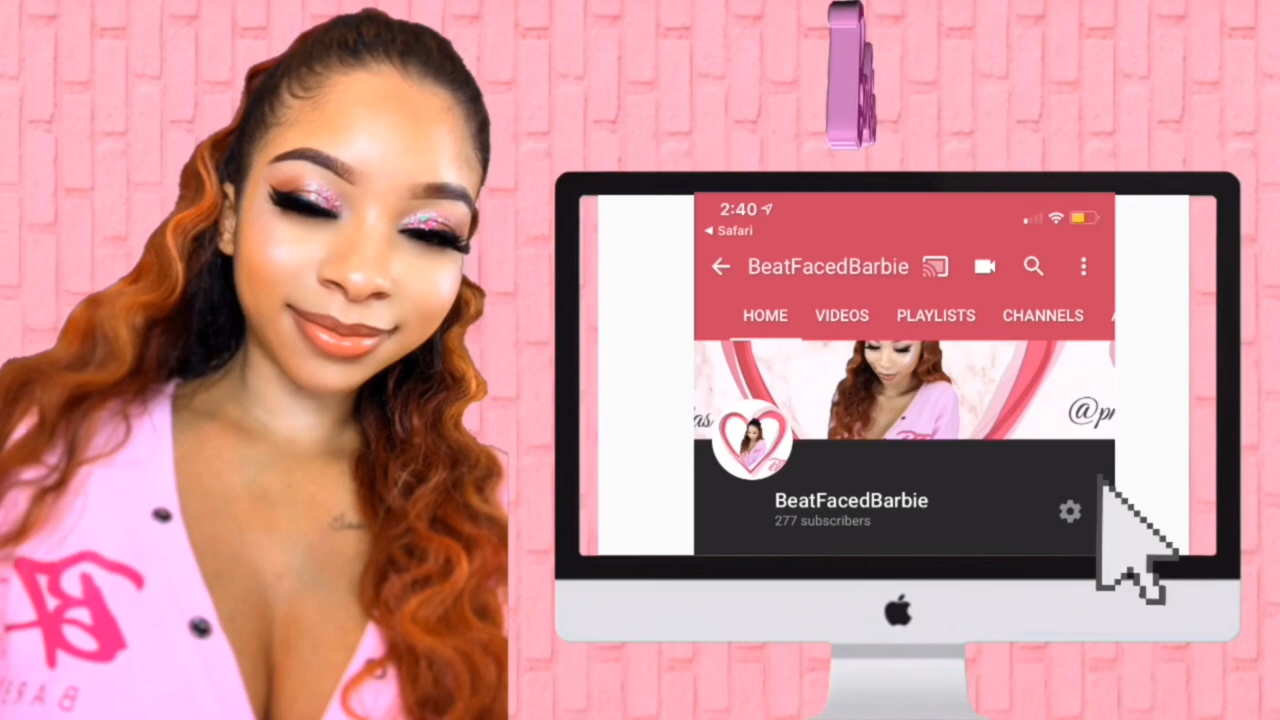 2:40
Safari
BeatFacedBarbie
HOME VIDEOS PLAYLISTS CHANNELS
BeatFacedBarbie
277 subscribers